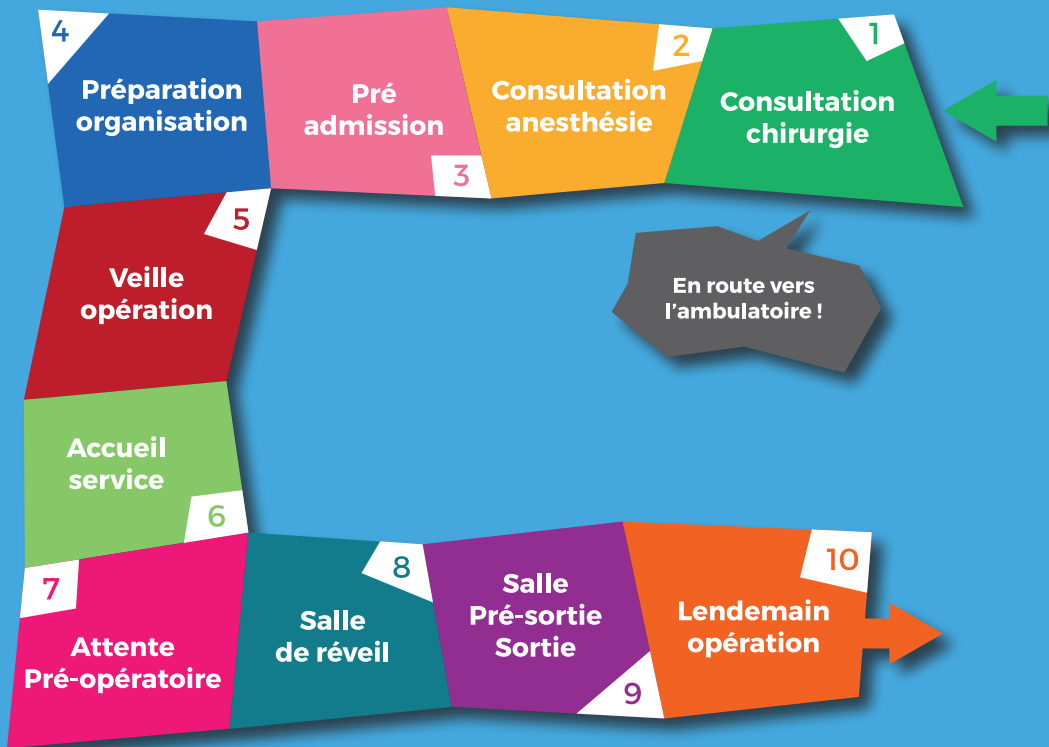 1
Consultation
chirurgie
2
Consultation
anesthésie
3
Pré
admission
4
Préparation
organisation
5
Veille
opération
6
Accueil
service
7
Attente
Pré-opératoire
8
Salle
de réveil
9
Salle
Pré-sortie
Sortie
10
Lendemain
opération
En route vers
l'ambulatoire !